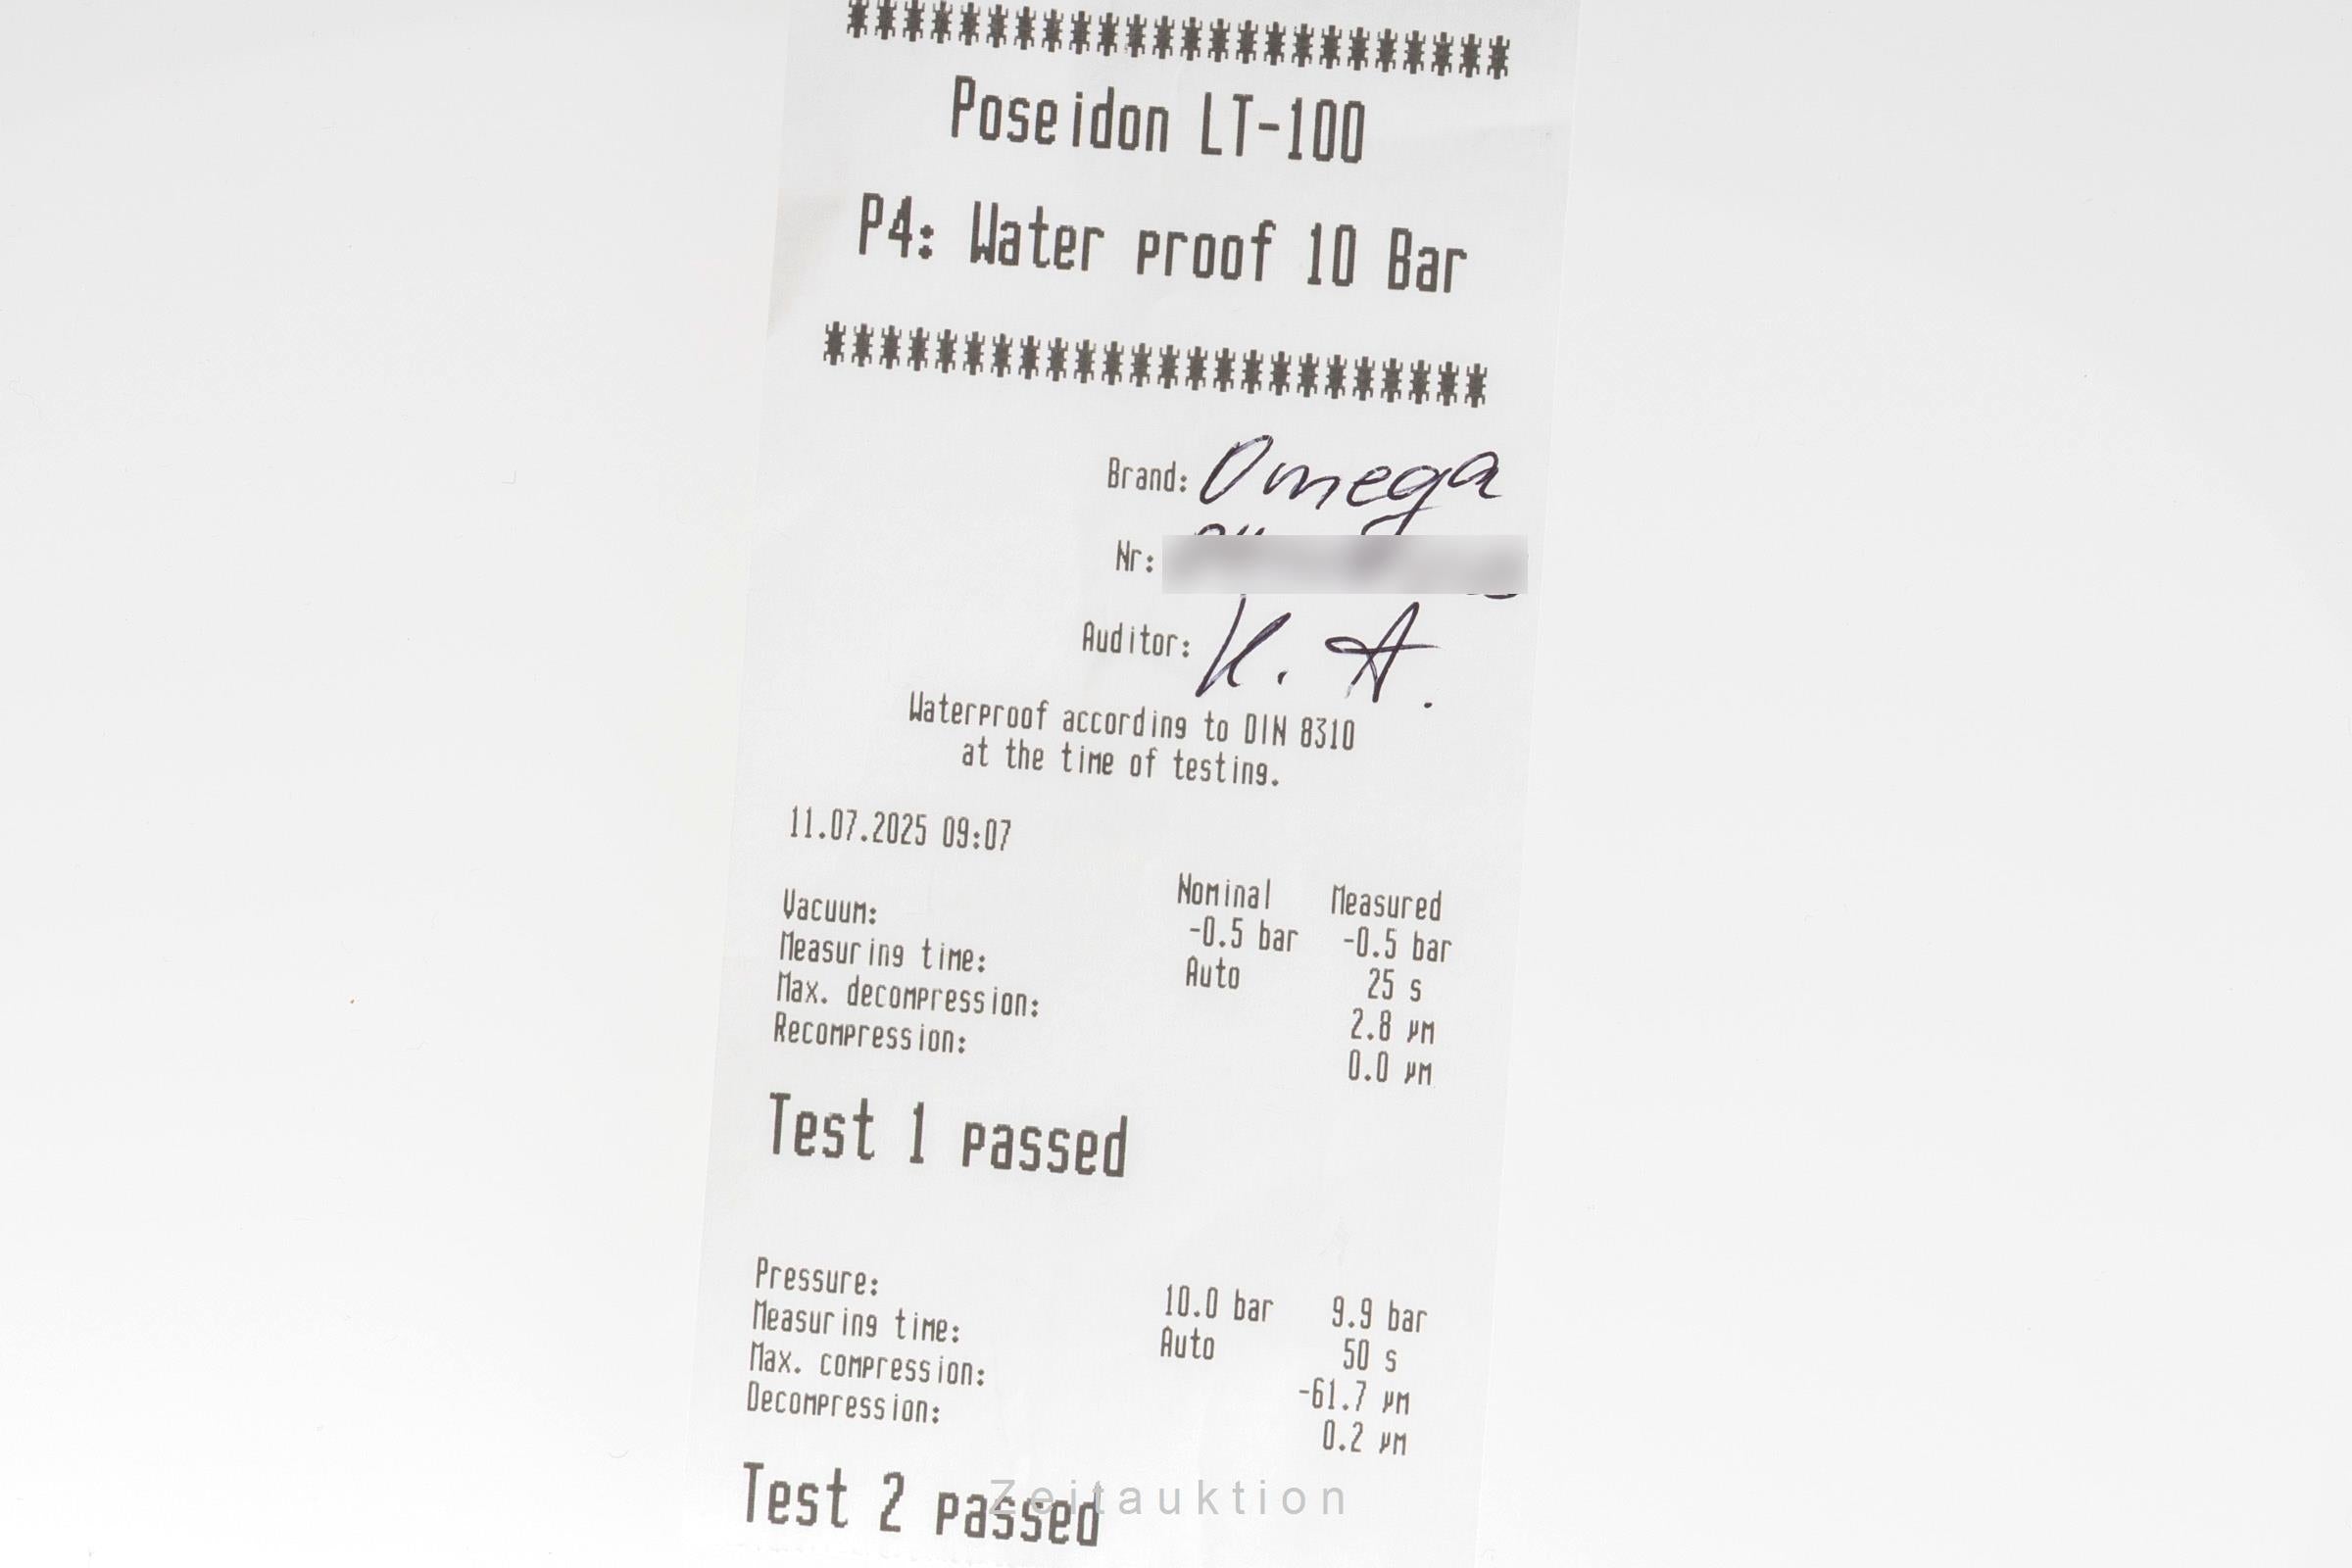 ************************
Poseidon LT-100
P4: Water proof 10 Bar
************************
Brand: Omega
Nr:
Auditor: K. A.
Waterproof according to DIN 8310
at the time of testing.
11.07.2025 09:07
Nominal Measured
Vacuum: -0.5 bar -0.5 bar
Measuring time: Auto 25 s
Max. decompression: 2.8 µm
Recompression: 0.0 µm
Test 1 passed
Pressure: 10.0 bar 9.9 bar
Measuring time: Auto 50 s
Max. compression: -61.7 µm
Decompression: 0.2 µm
Test 2 passed
Zeitauktion